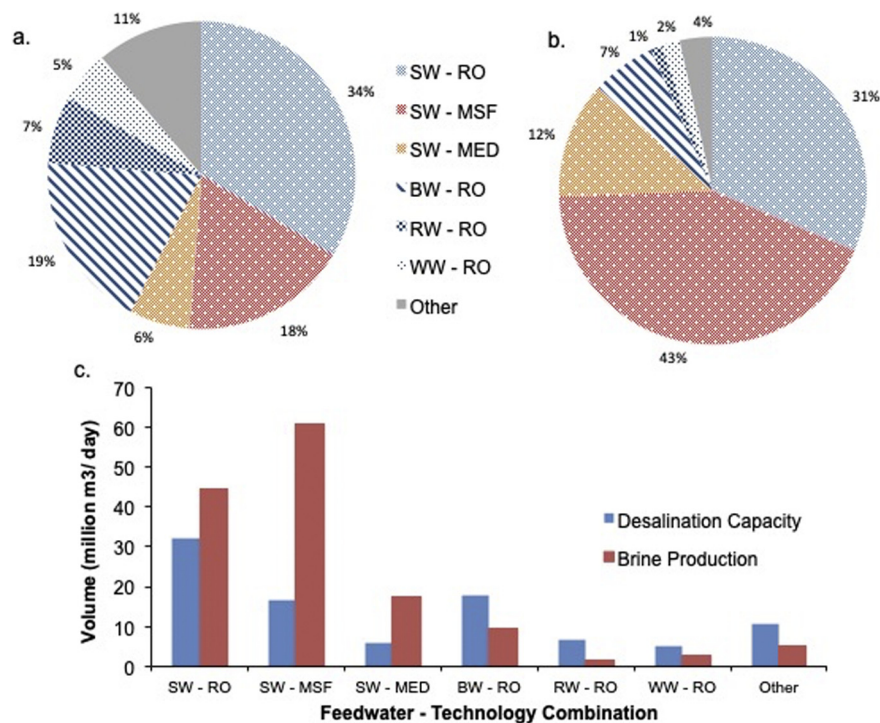 a.
11%
5%
7%
19%
6%
18%
34%
SW - RO
SW - MSF
SW - MED
BW - RO
RW - RO
WW - RO
Other
b.
7%
1%
2%
4%
12%
31%
43%
c.
Volume (million m3/ day)
70
60
50
40
30
20
10
0
Desalination Capacity
Brine Production
SW - RO
SW - MSF
SW - MED
BW - RO
RW - RO
WW - RO
Other
Feedwater - Technology Combination